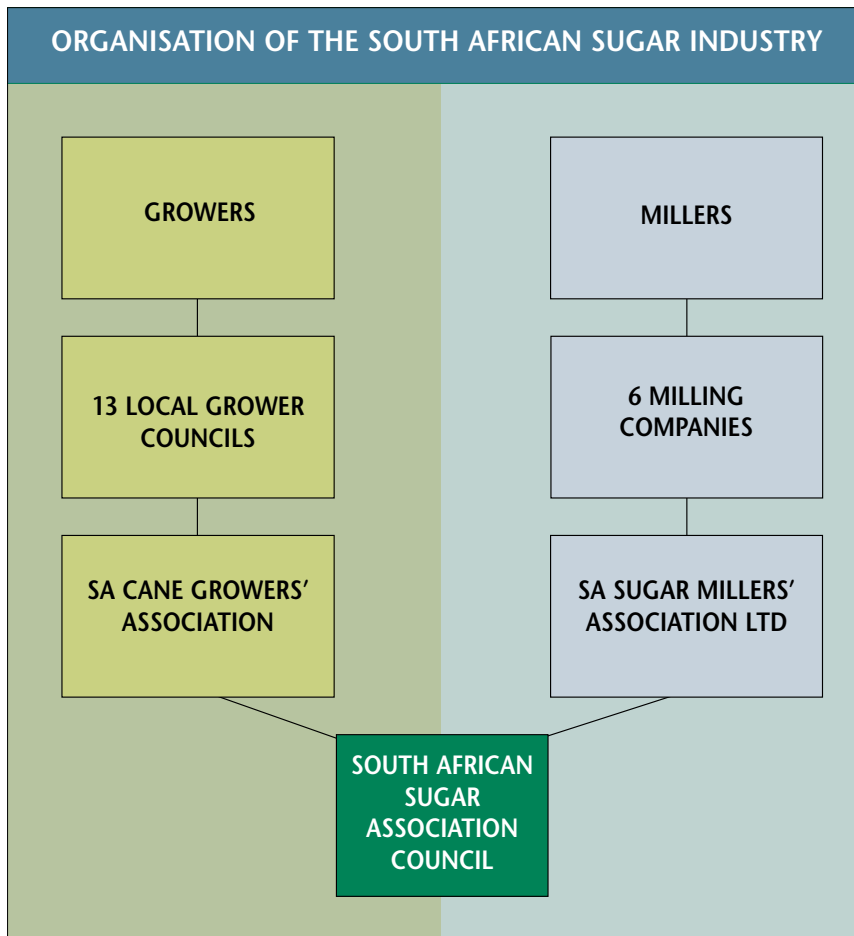 ORGANISATION OF THE SOUTH AFRICAN SUGAR INDUSTRY
GROWERS
MILLERS
13 LOCAL GROWER
COUNCILS
6 MILLING
COMPANIES
SA CANE GROWERS’
ASSOCIATION
SA SUGAR MILLERS’
ASSOCIATION LTD
SOUTH AFRICAN
SUGAR
ASSOCIATION
COUNCIL